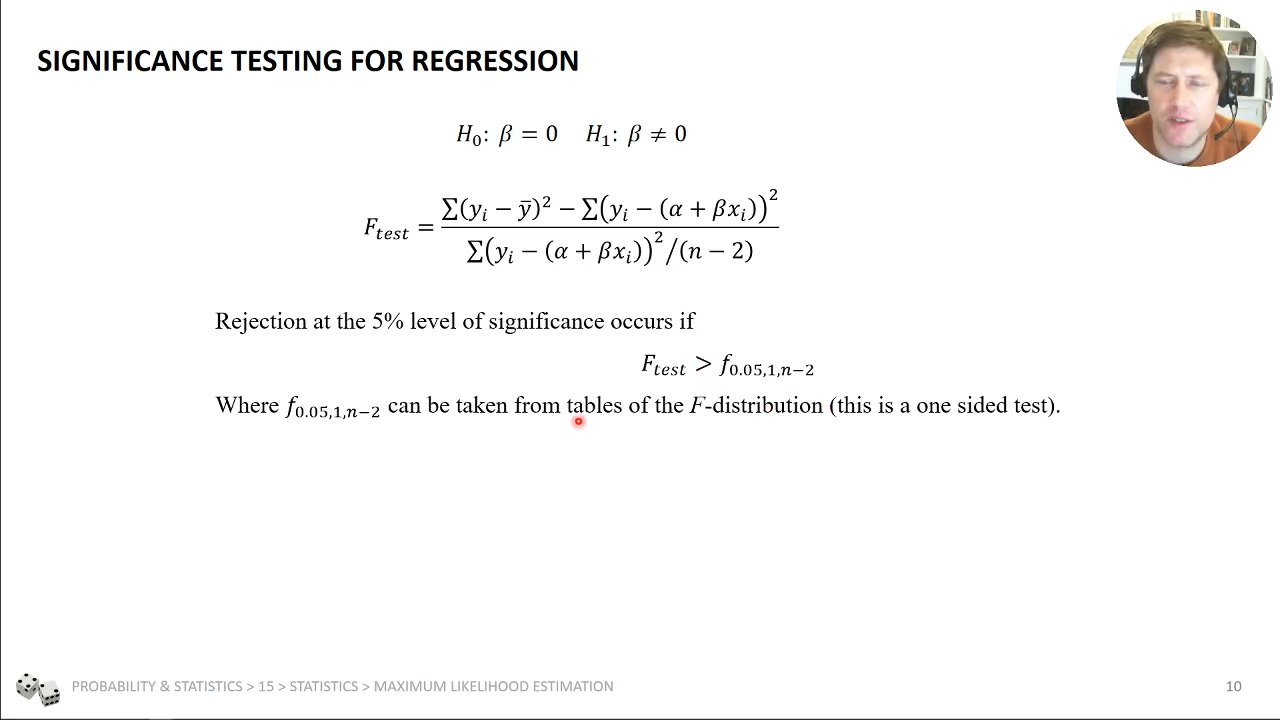 SIGNIFICANCE TESTING FOR REGRESSION
H₀: β = 0 H₁: β ≠ 0
F_test = (∑(yᵢ − ȳ)² − ∑(yᵢ − (α + βxᵢ))²) / (∑(yᵢ − (α + βxᵢ))²/(n − 2))
Rejection at the 5% level of significance occurs if
F_test > f_0.05,1,n−2
Where f_0.05,1,n−2 can be taken from tables of the F-distribution (this is a one sided test).
PROBABILITY & STATISTICS > 15 > STATISTICS > MAXIMUM LIKELIHOOD ESTIMATION 10